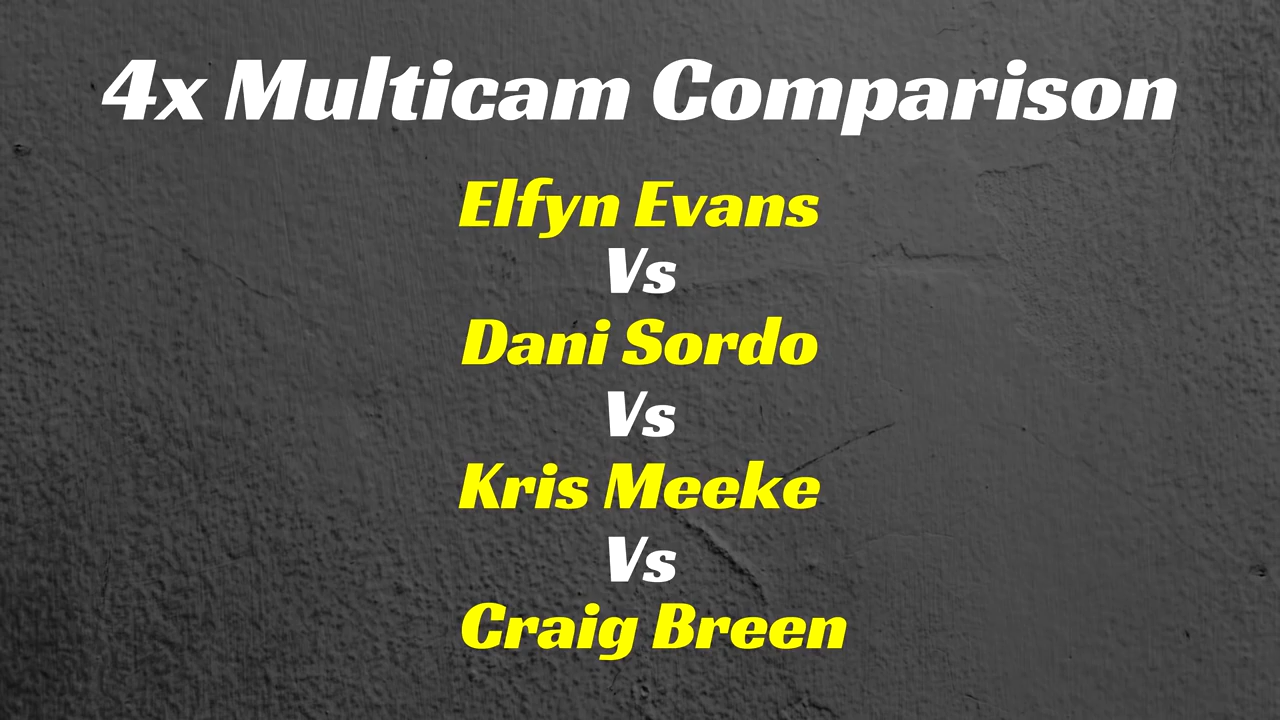 4x Multicam Comparison
Elfyn Evans
Vs
Dani Sordo
Vs
Kris Meeke
Vs
Craig Breen